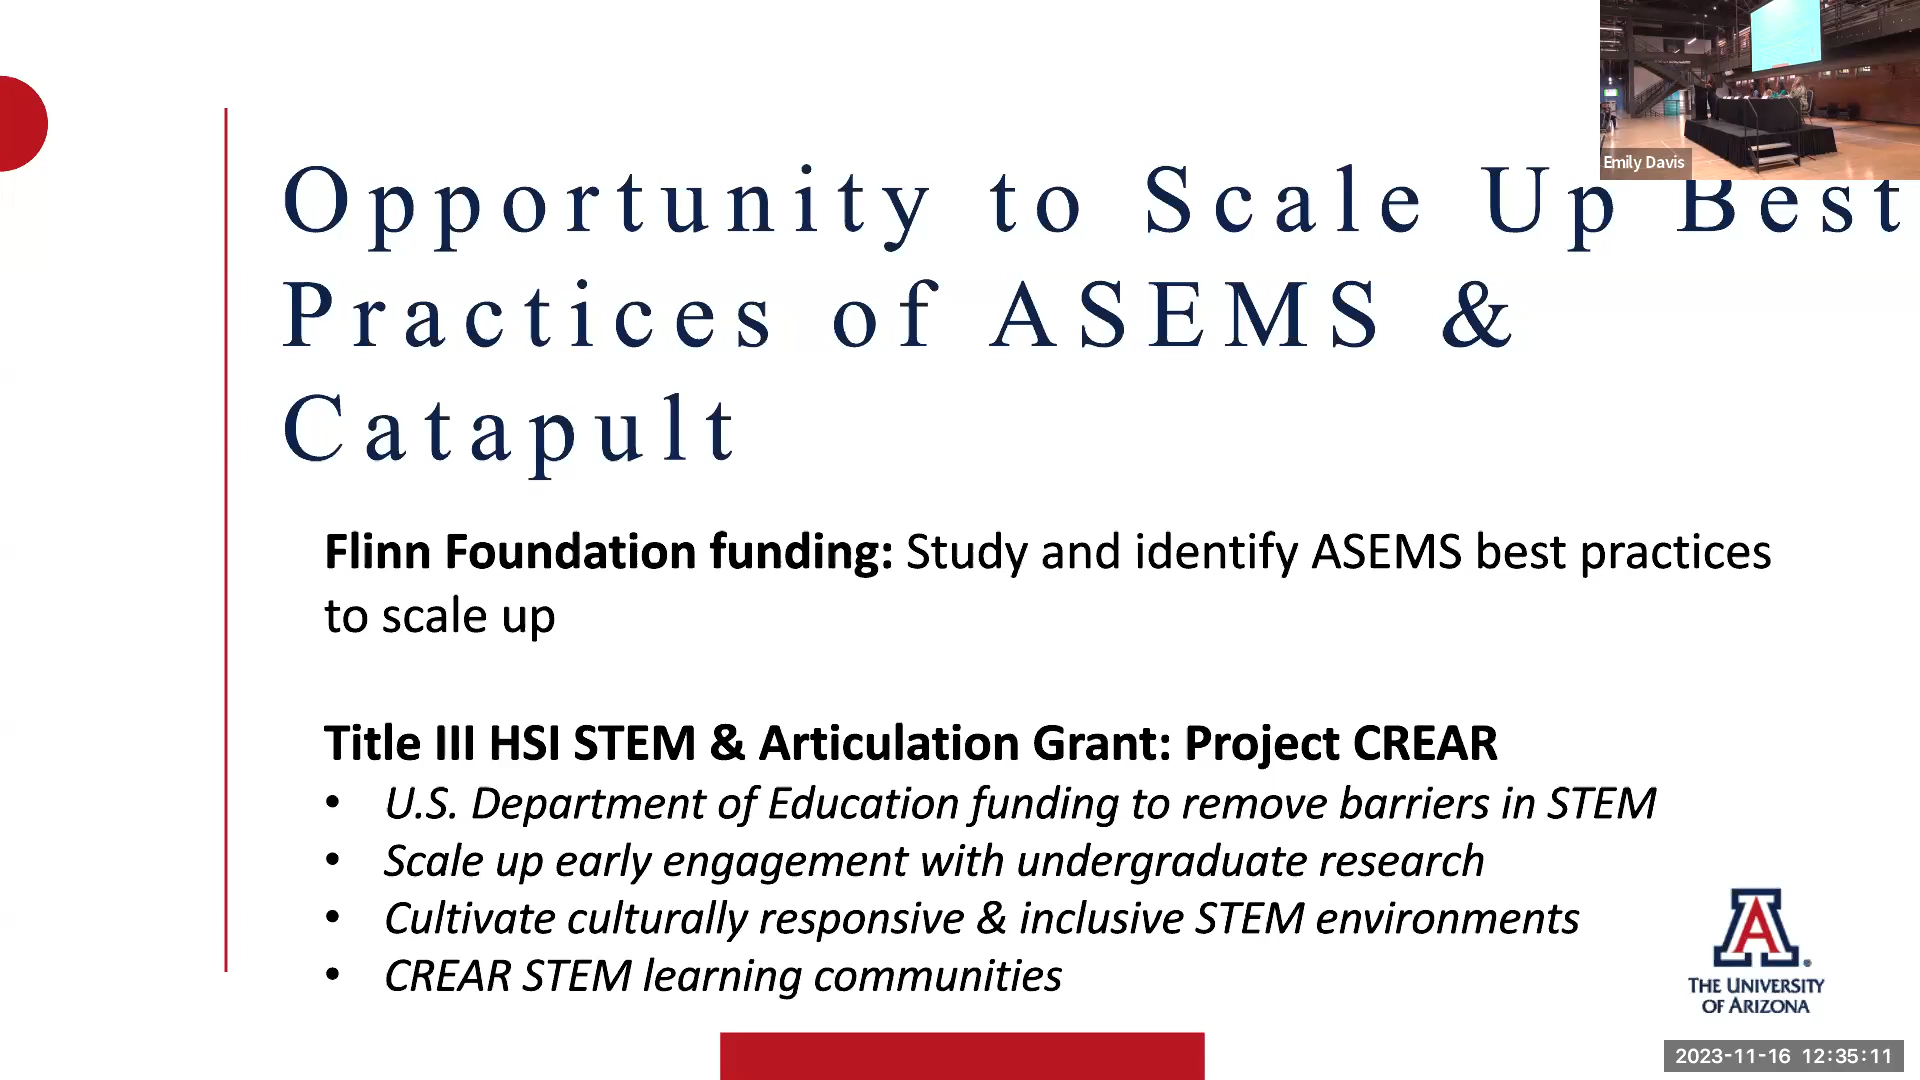 Emily Davis
Opportunity to Scale Up Best
Practices of ASEMS &
Catapult
Flinn Foundation funding: Study and identify ASEMS best practices
to scale up
Title III HSI STEM & Articulation Grant: Project CREAR
• U.S. Department of Education funding to remove barriers in STEM
• Scale up early engagement with undergraduate research
• Cultivate culturally responsive & inclusive STEM environments
• CREAR STEM learning communities
A
THE UNIVERSITY
OF ARIZONA
2023-11-16 12:35:11